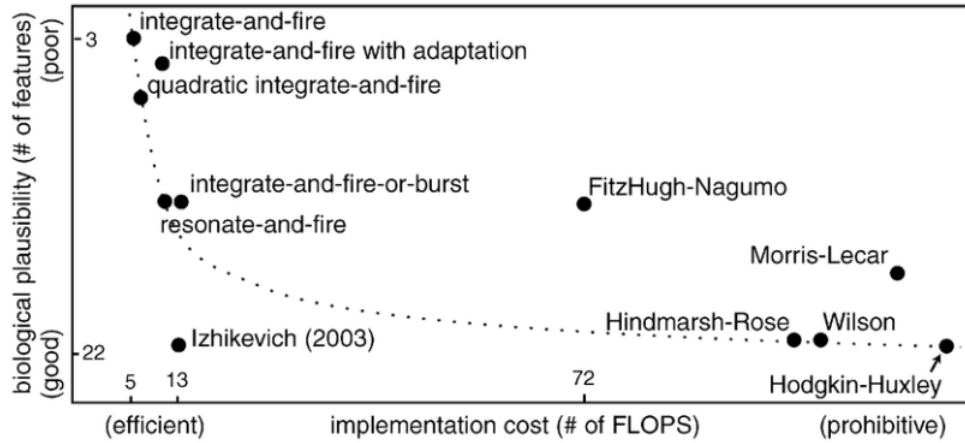 biological plausibility (# of features)
(good)
(poor)
3
22
integrate-and-fire
integrate-and-fire with adaptation
quadratic integrate-and-fire
integrate-and-fire-or-burst
resonate-and-fire
FitzHugh-Nagumo
Morris-Lecar
Izhikevich (2003)
Hindmarsh-Rose
Wilson
Hodgkin-Huxley
5
13
72
(efficient)
implementation cost (# of FLOPS)
(prohibitive)